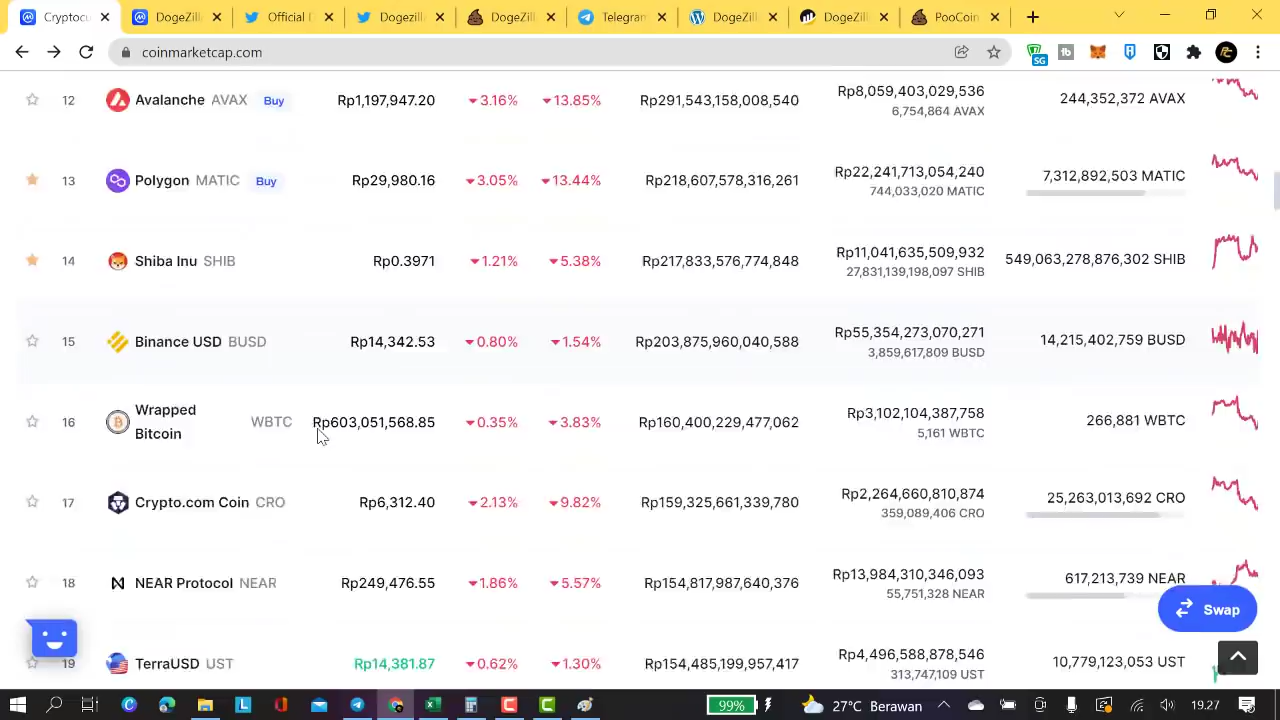 Cryptocu
DogeZill
Official D
Dogezill
DogeZill
Telegram
DogeZill
DogeZill
PooCoin
coinmarketcap.com
SG
12 Avalanche AVAX Buy Rp1,197,947.20 3.16% 13.85% Rp291,543,158,008,540 Rp8,059,403,029,536 244,352,372 AVAX
6,754,864 AVAX
13 Polygon MATIC Buy Rp29,980.16 3.05% 13.44% Rp218,607,578,316,261 Rp22,241,713,054,240 7,312,892,503 MATIC
744,033,020 MATIC
14 Shiba Inu SHIB Rp0.3971 1.21% 5.38% Rp217,833,576,774,848 Rp11,041,635,509,932 549,063,278,876,302 SHIB
27,831,139,198,097 SHIB
15 Binance USD BUSD Rp14,342.53 0.80% 1.54% Rp203,875,960,040,588 Rp55,354,273,070,271 14,215,402,759 BUSD
3,859,617,809 BUSD
16 Wrapped Bitcoin WBTC Rp603,051,568.85 0.35% 3.83% Rp160,400,229,477,062 Rp3,102,104,387,758 266,881 WBTC
5,161 WBTC
17 Crypto.com Coin CRO Rp6,312.40 2.13% 9.82% Rp159,325,661,339,780 Rp2,264,660,810,874 25,263,013,692 CRO
359,089,406 CRO
18 NEAR Protocol NEAR Rp249,476.55 1.86% 5.57% Rp154,817,987,640,376 Rp13,984,310,346,093 617,213,739 NEAR
55,751,328 NEAR
Swap
19 TerraUSD UST Rp14,381.87 0.62% 1.30% Rp154,485,199,957,417 Rp4,496,588,878,546 10,779,123,053 UST
313,747,109 UST
99%
27°C Berawan
19.27